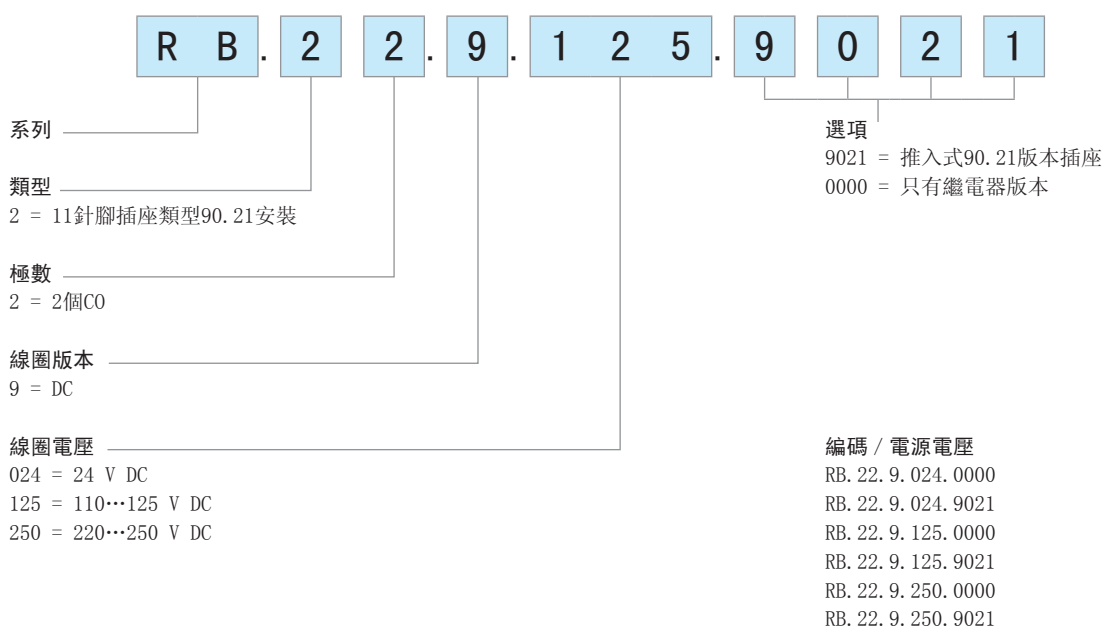 R B . 2 2 . 9 . 1 2 5 . 9 0 2 1
系列
類型
2 = 11針腳插座類型90.21安裝
極數
2 = 2個CO
線圈版本
9 = DC
線圈電壓
024 = 24 V DC
125 = 110…125 V DC
250 = 220…250 V DC
選項
9021 = 推入式90.21版本插座
0000 = 只有繼電器版本
編碼 / 電源電壓
RB.22.9.024.0000
RB.22.9.024.9021
RB.22.9.125.0000
RB.22.9.125.9021
RB.22.9.250.0000
RB.22.9.250.9021